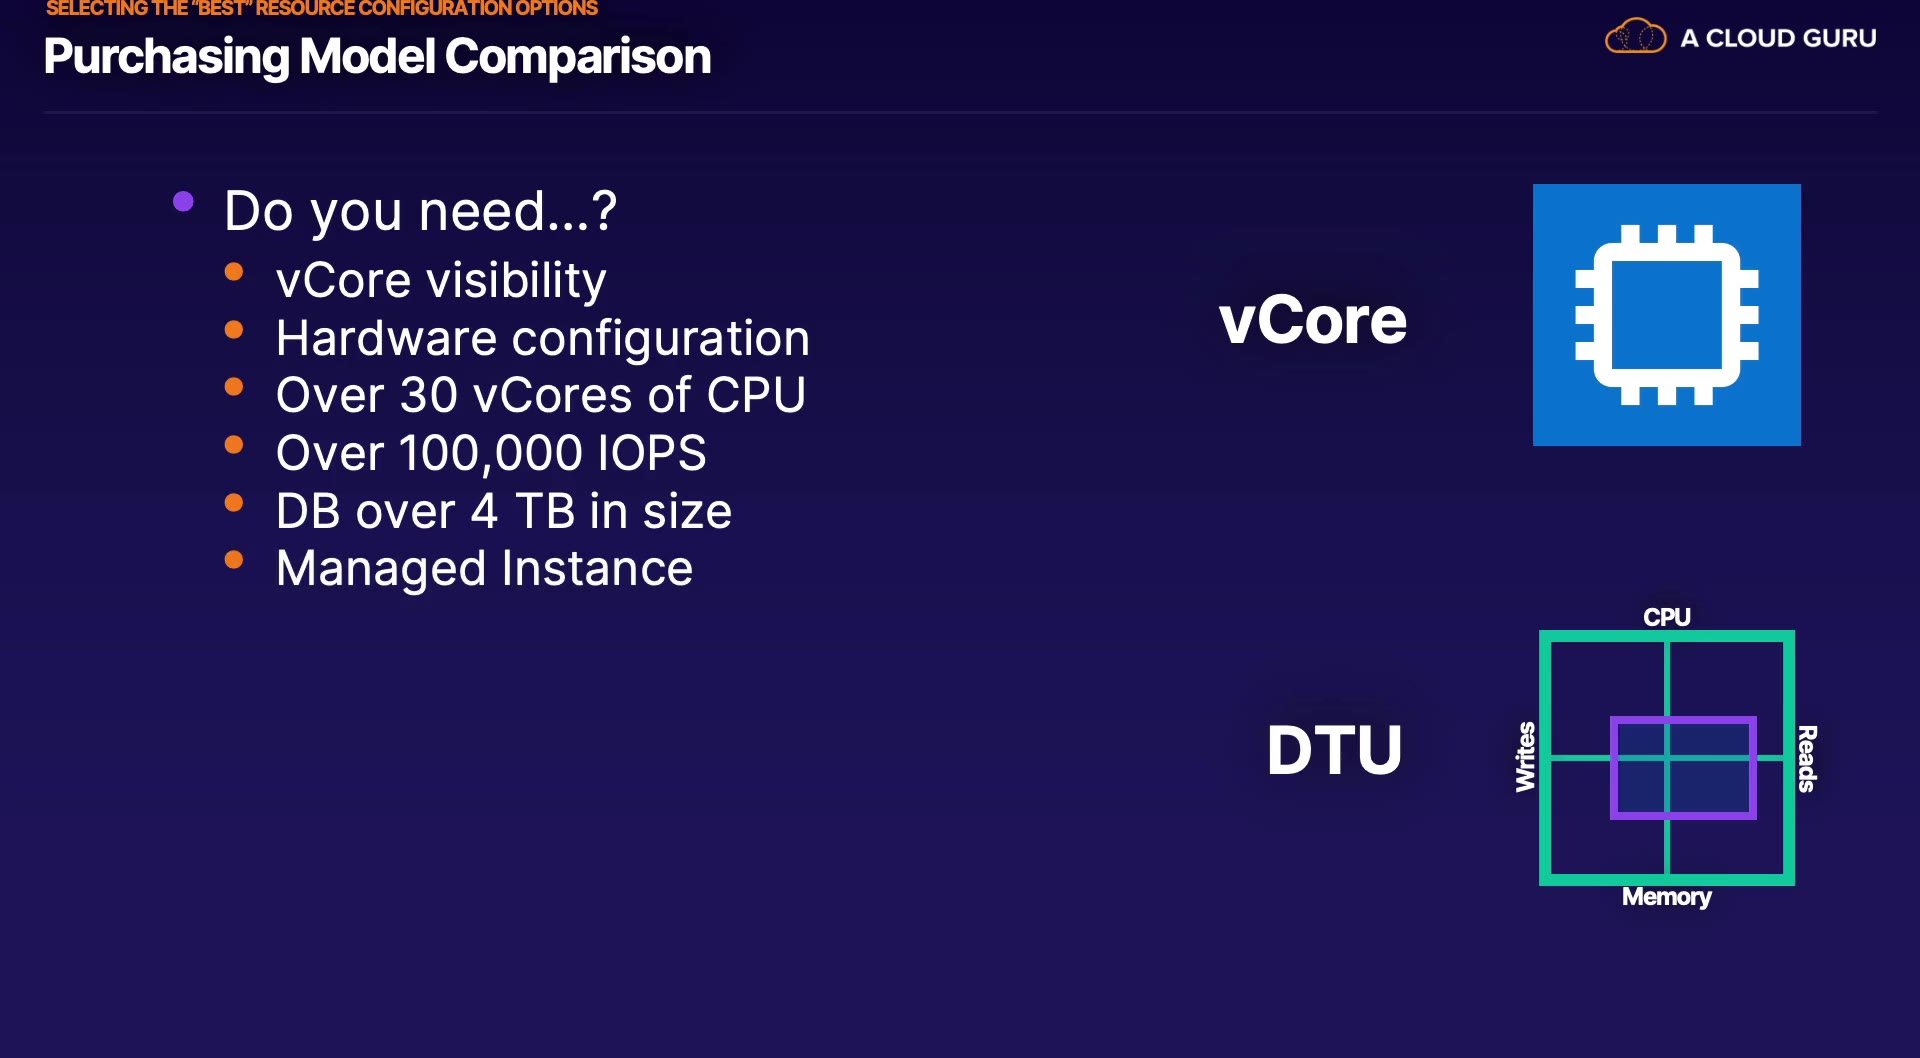 SELECTING THE “BEST” RESOURCE CONFIGURATION OPTIONS
Purchasing Model Comparison
A CLOUD GURU
Do you need...?
vCore visibility
Hardware configuration
Over 30 vCores of CPU
Over 100,000 IOPS
DB over 4 TB in size
Managed Instance
vCore
DTU
CPU
Writes
Reads
Memory